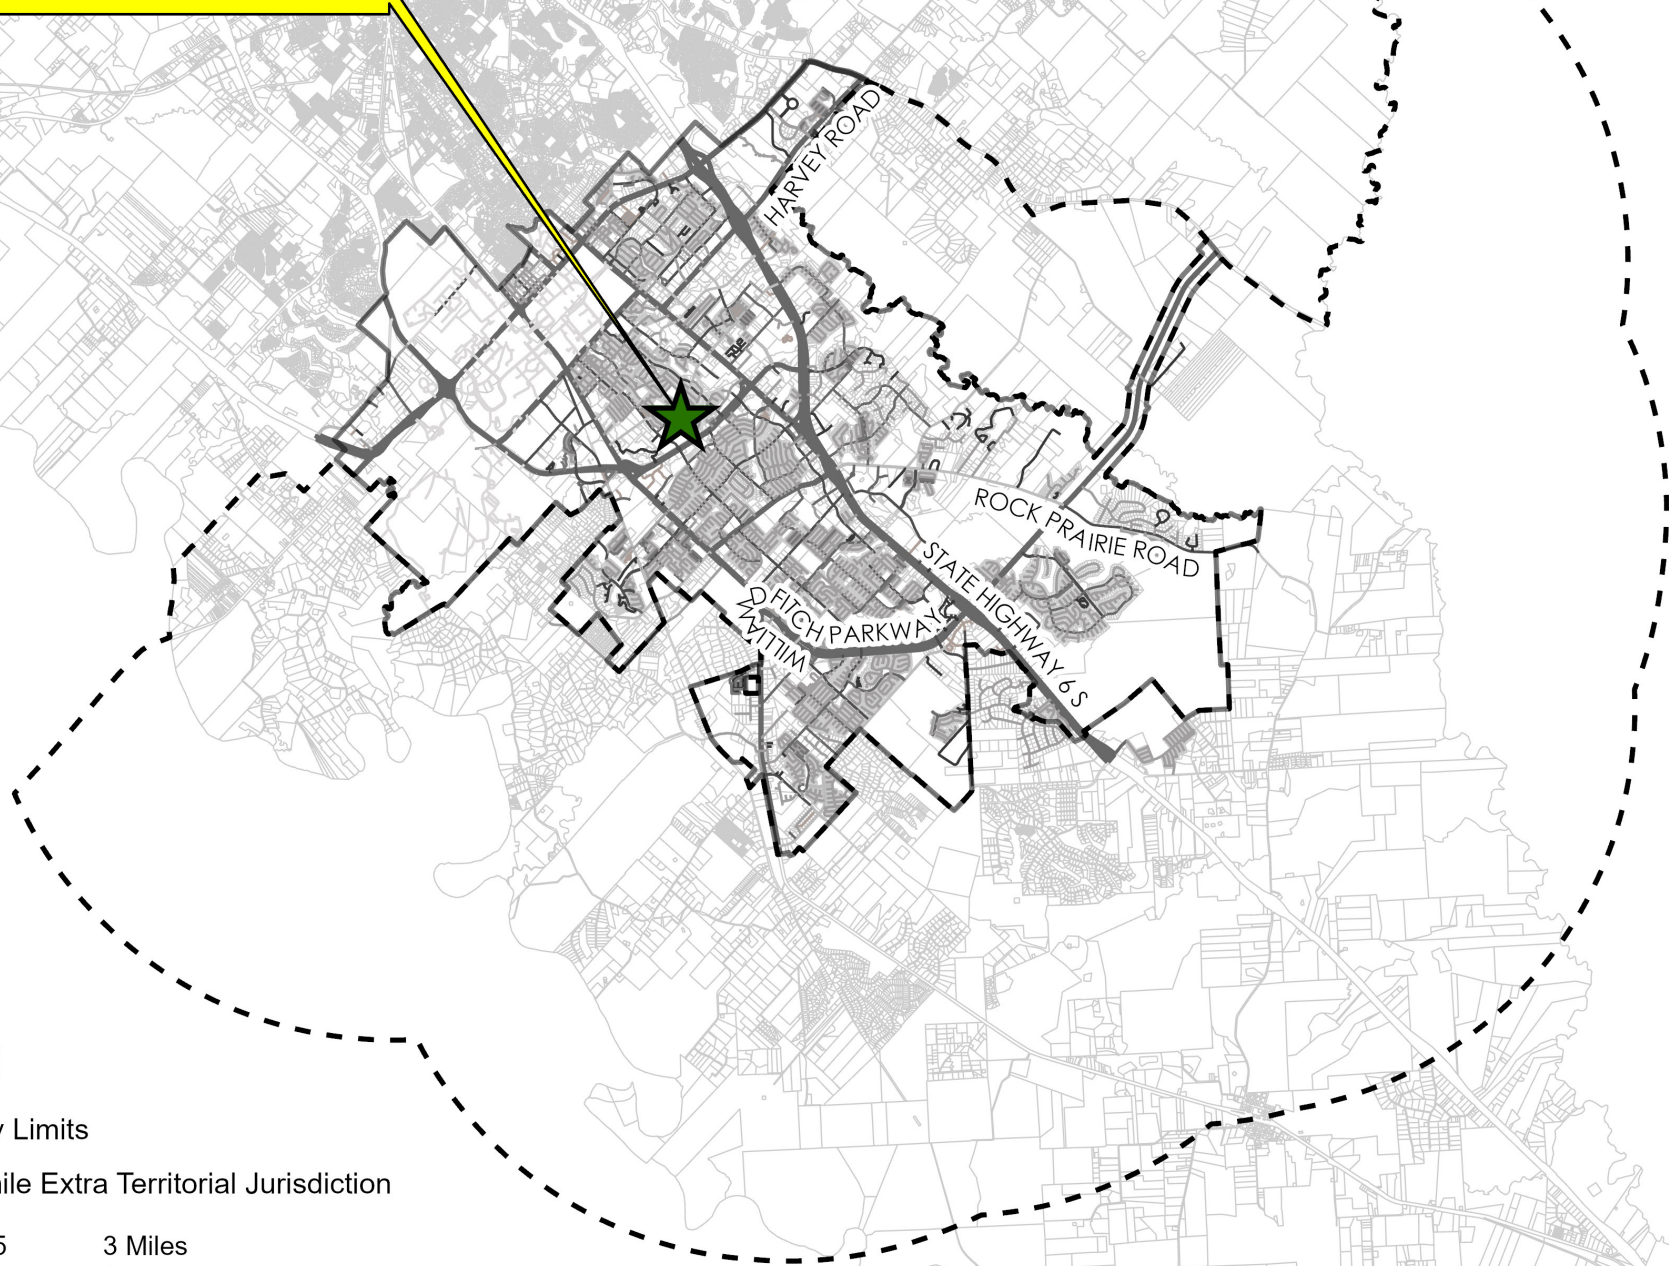 HARVEY ROAD
ROCK PRAIRIE ROAD
STATE HIGHWAY 6 S
WILLIAM D FITCH PARKWAY
y Limits
ile Extra Territorial Jurisdiction
5 3 Miles